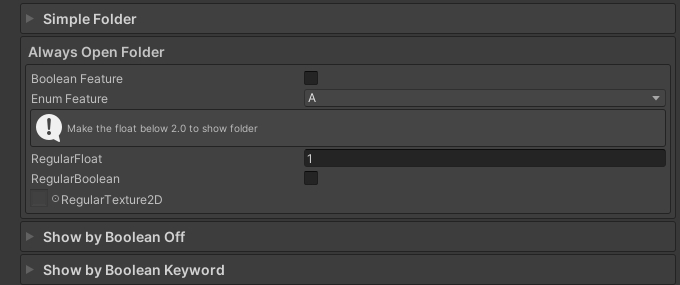 Simple Folder
Always Open Folder
Boolean Feature
Enum Feature A
Make the float below 2.0 to show folder
RegularFloat 1
RegularBoolean
RegularTexture2D
Show by Boolean Off
Show by Boolean Keyword